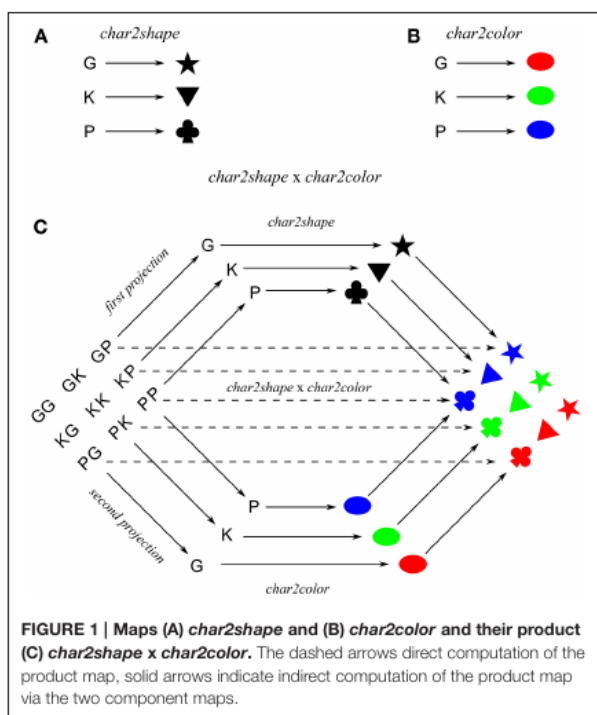 A
char2shape
G
K
P
B
char2color
G
K
P
char2shape x char2color
C
char2shape
G
K
P
first projection
GP
GK
KP
GG
KK
PP
KG
PK
PG
char2shape x char2color
second projection
P
K
G
char2color
FIGURE 1 | Maps (A) char2shape and (B) char2color and their product
(C) char2shape x char2color. The dashed arrows direct computation of the
product map, solid arrows indicate indirect computation of the product map
via the two component maps.